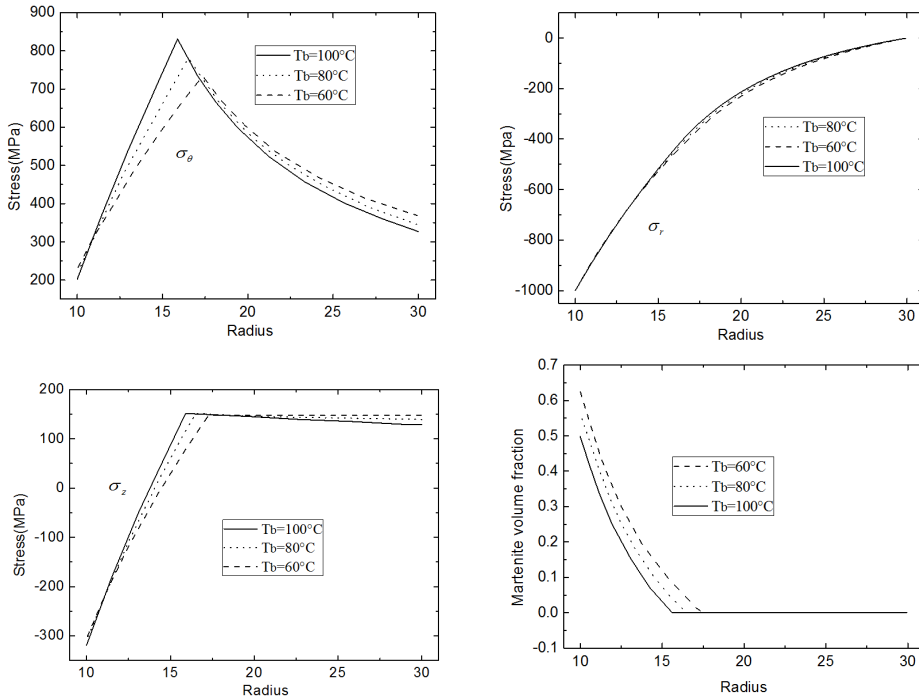 900
800
700
600
500
400
300
200
Stress(MPa)
Tb=100°C
Tb=80°C
Tb=60°C
σθ
10 15 20 25 30
Radius
0
-200
-400
-600
-800
-1000
Stress(Mpa)
Tb=80°C
Tb=60°C
Tb=100°C
σr
10 15 20 25 30
Radius
200
100
0
-100
-200
-300
Stress(MPa)
σz
Tb=100°C
Tb=80°C
Tb=60°C
10 15 20 25 30
Radius
0.7
0.6
0.5
0.4
0.3
0.2
0.1
0.0
-0.1
Martenite volume fraction
Tb=60°C
Tb=80°C
Tb=100°C
10 15 20 25 30
Radius